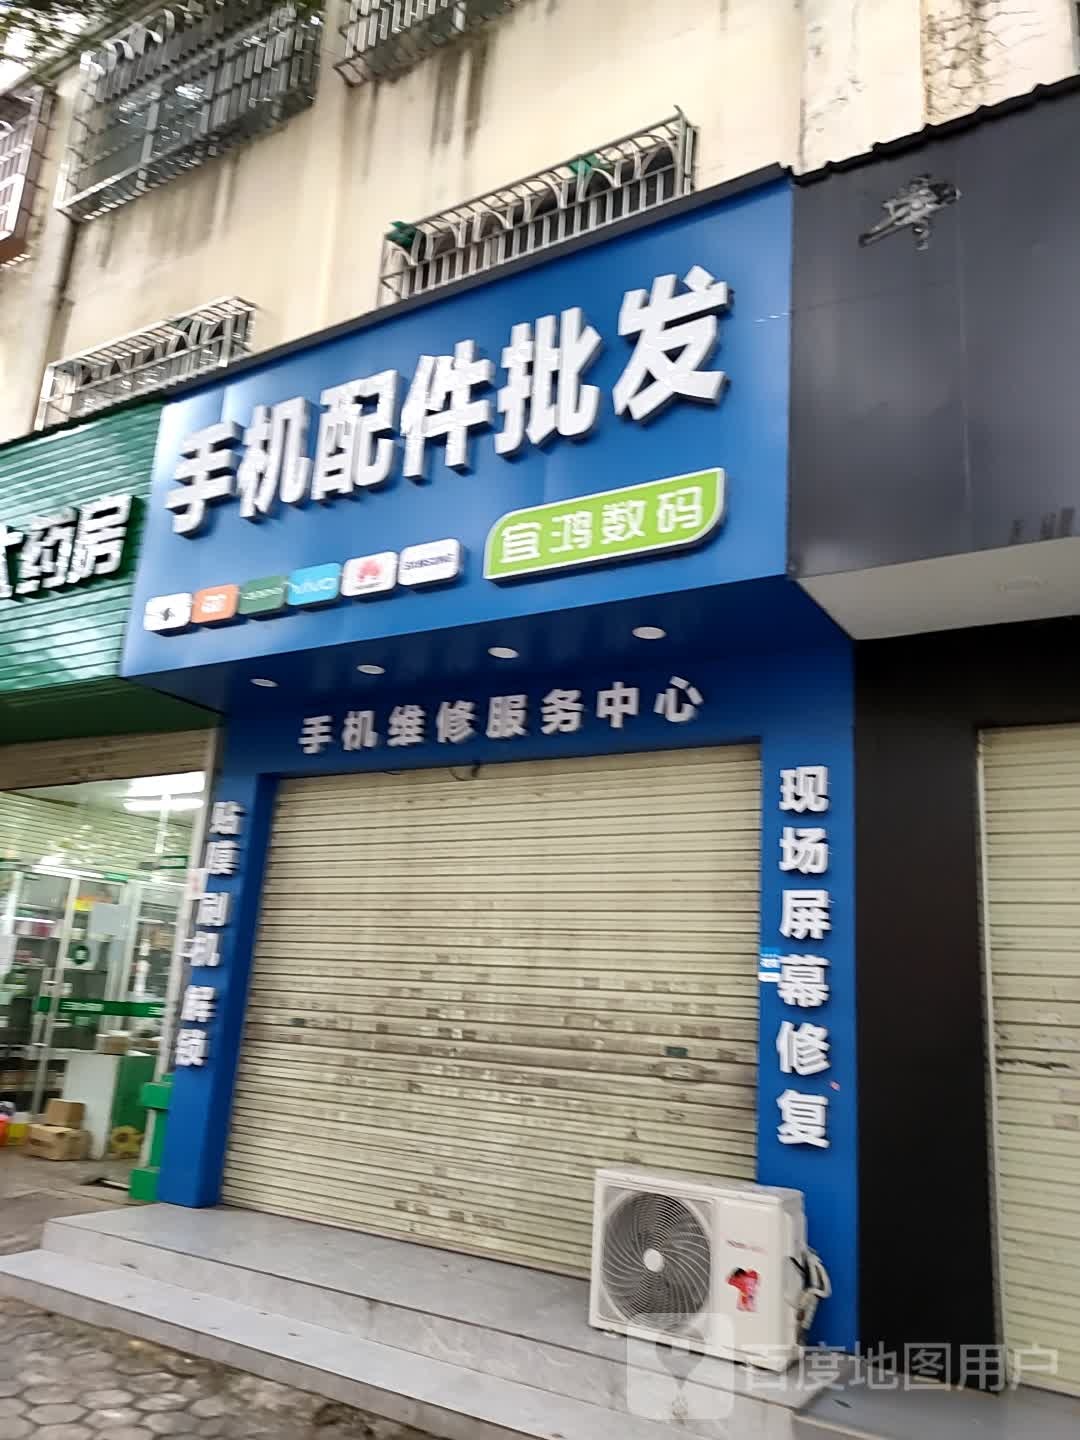 手机配件批发
宜鸿数码
vivo
SAMSUNG
药房
手机维修服务中心
贴膜刷机 解锁
现场屏幕修复
百度地图用户